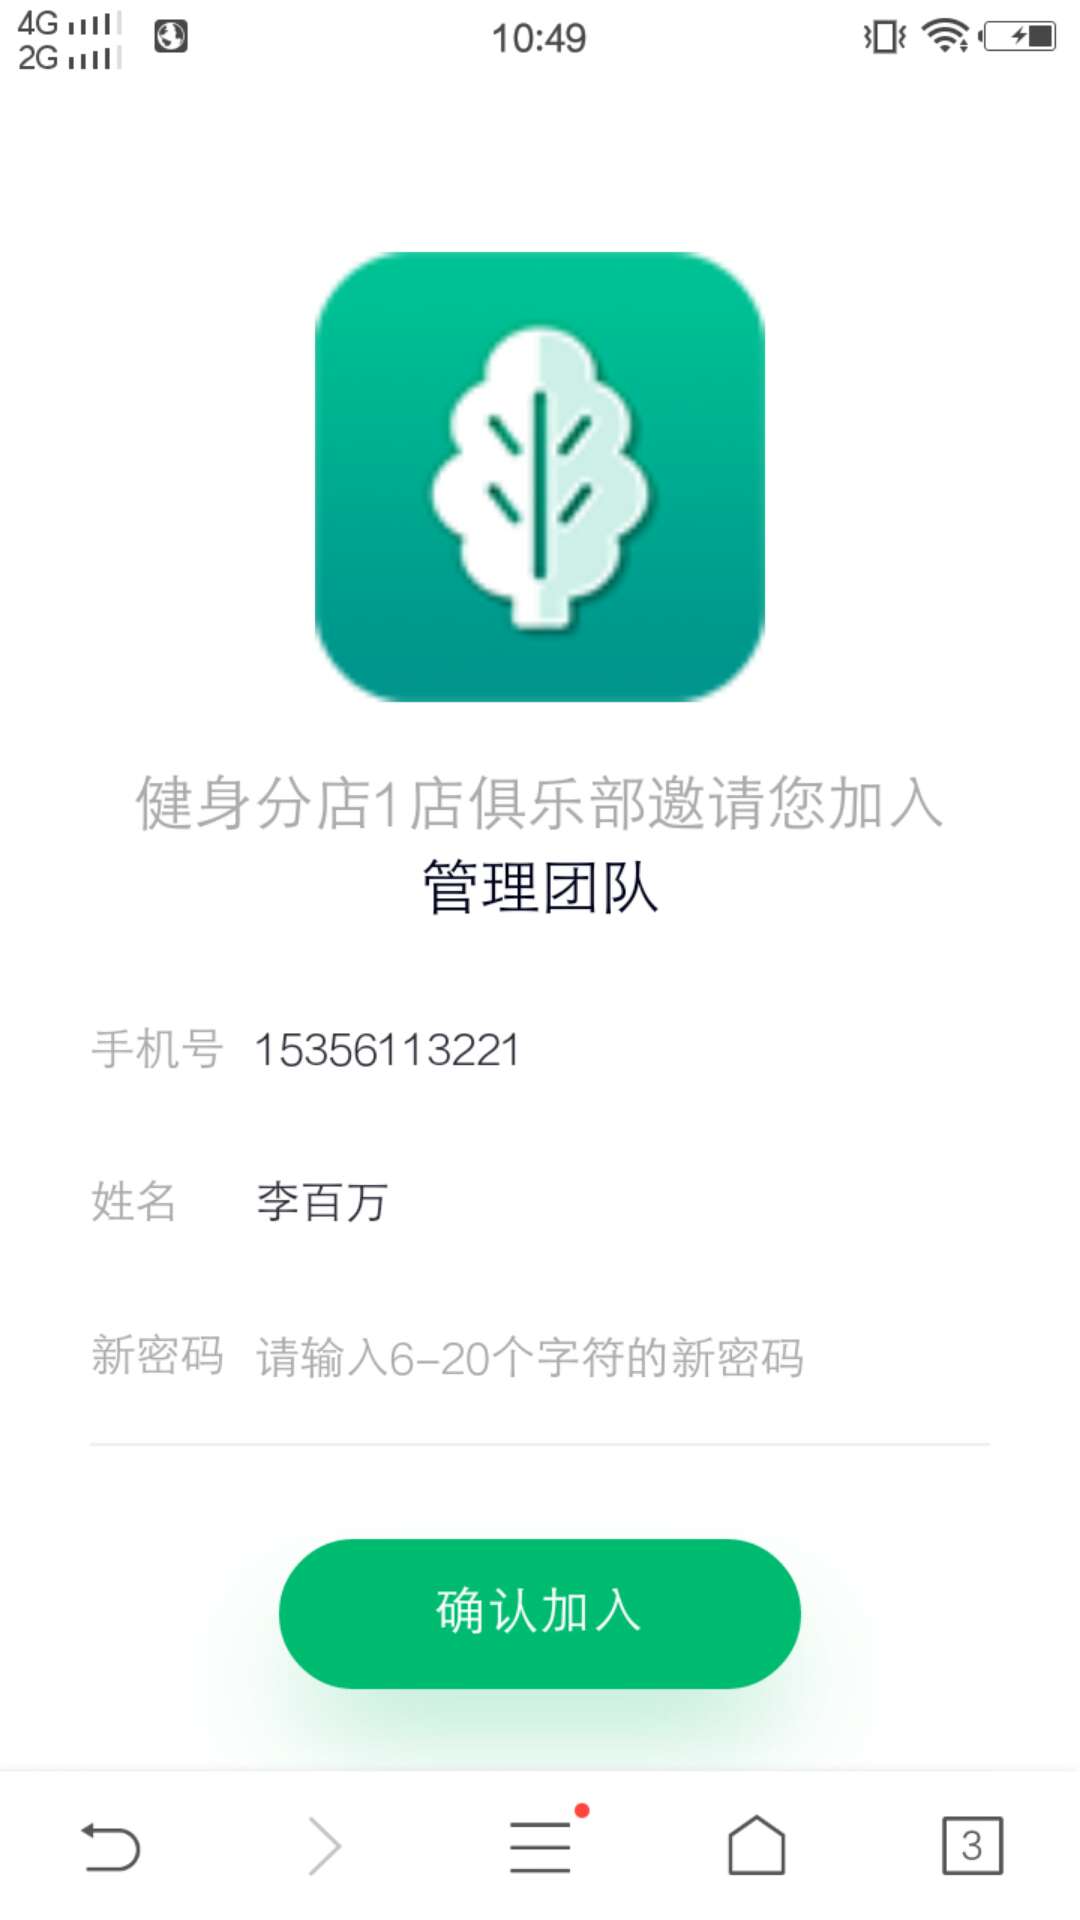 4G
2G
10:49
健身分店1店俱乐部邀请您加入
管理团队
手机号 15356113221
姓名 李百万
新密码 请输入6-20个字符的新密码
确认加入
3